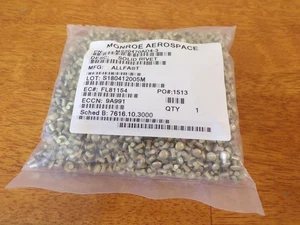 MONROE AEROSPACE
DESC: SOLID RIVET
MFG: ALLFAST
LOT: 5180412005M
EC#: FL81154 PO#:1513
ECCN: 9A991
QTY 1
Sched B: 7616.10.3000